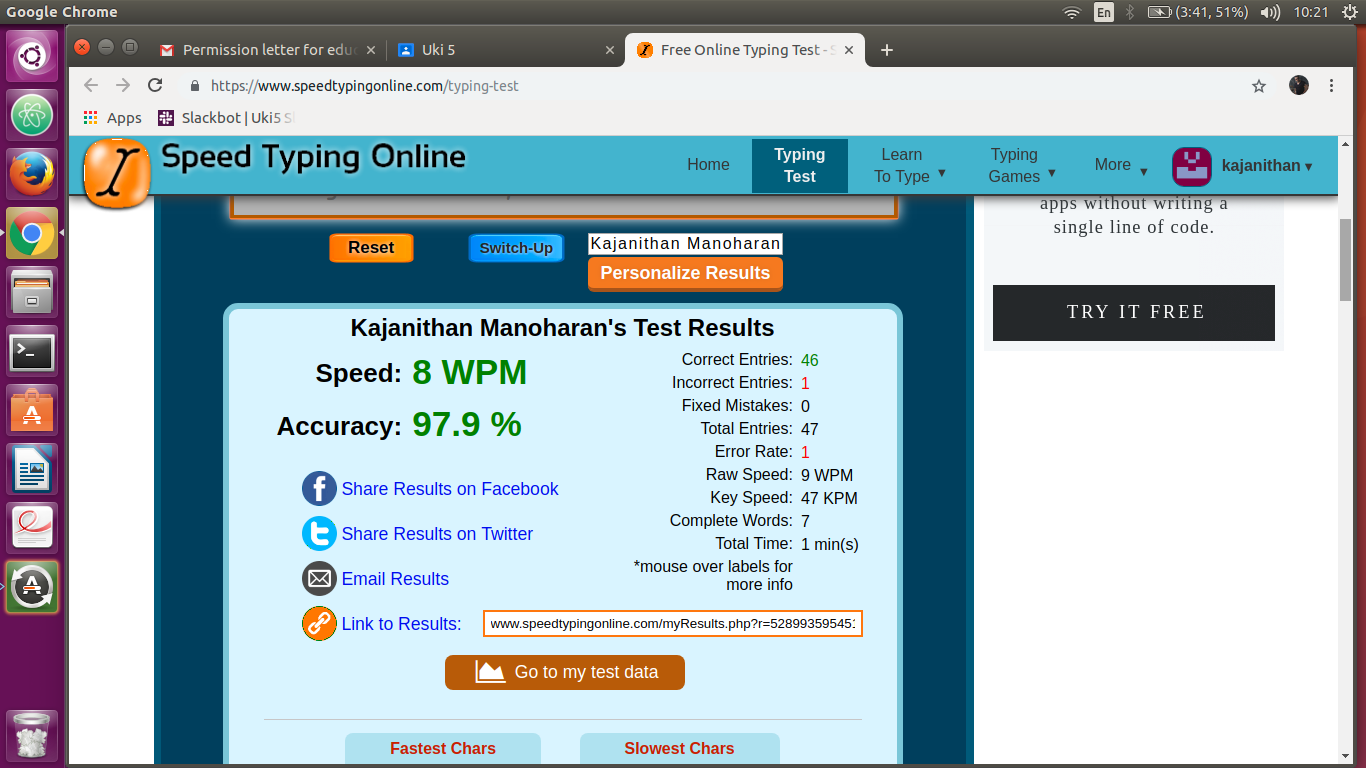 Google Chrome
En
(3:41, 51%)
10:21
Permission letter for edu
Uki 5
Free Online Typing Test - S
https://www.speedtypingonline.com/typing-test
Apps
Slackbot | Uki5 S
Speed Typing Online
Home
Typing Test
Learn To Type ▼
Typing Games ▼
More ▼
kajanithan ▾
apps without writing a
single line of code.
TRY IT FREE
Reset
Switch-Up
Kajanithan Manoharan
Personalize Results
Kajanithan Manoharan's Test Results
Speed: 8 WPM
Accuracy: 97.9 %
Share Results on Facebook
Share Results on Twitter
Email Results
Link to Results: www.speedtypingonline.com/myResults.php?r=528993595451
Correct Entries: 46
Incorrect Entries: 1
Fixed Mistakes: 0
Total Entries: 47
Error Rate: 1
Raw Speed: 9 WPM
Key Speed: 47 KPM
Complete Words: 7
Total Time: 1 min(s)
*mouse over labels for
more info
Go to my test data
Fastest Chars
Slowest Chars